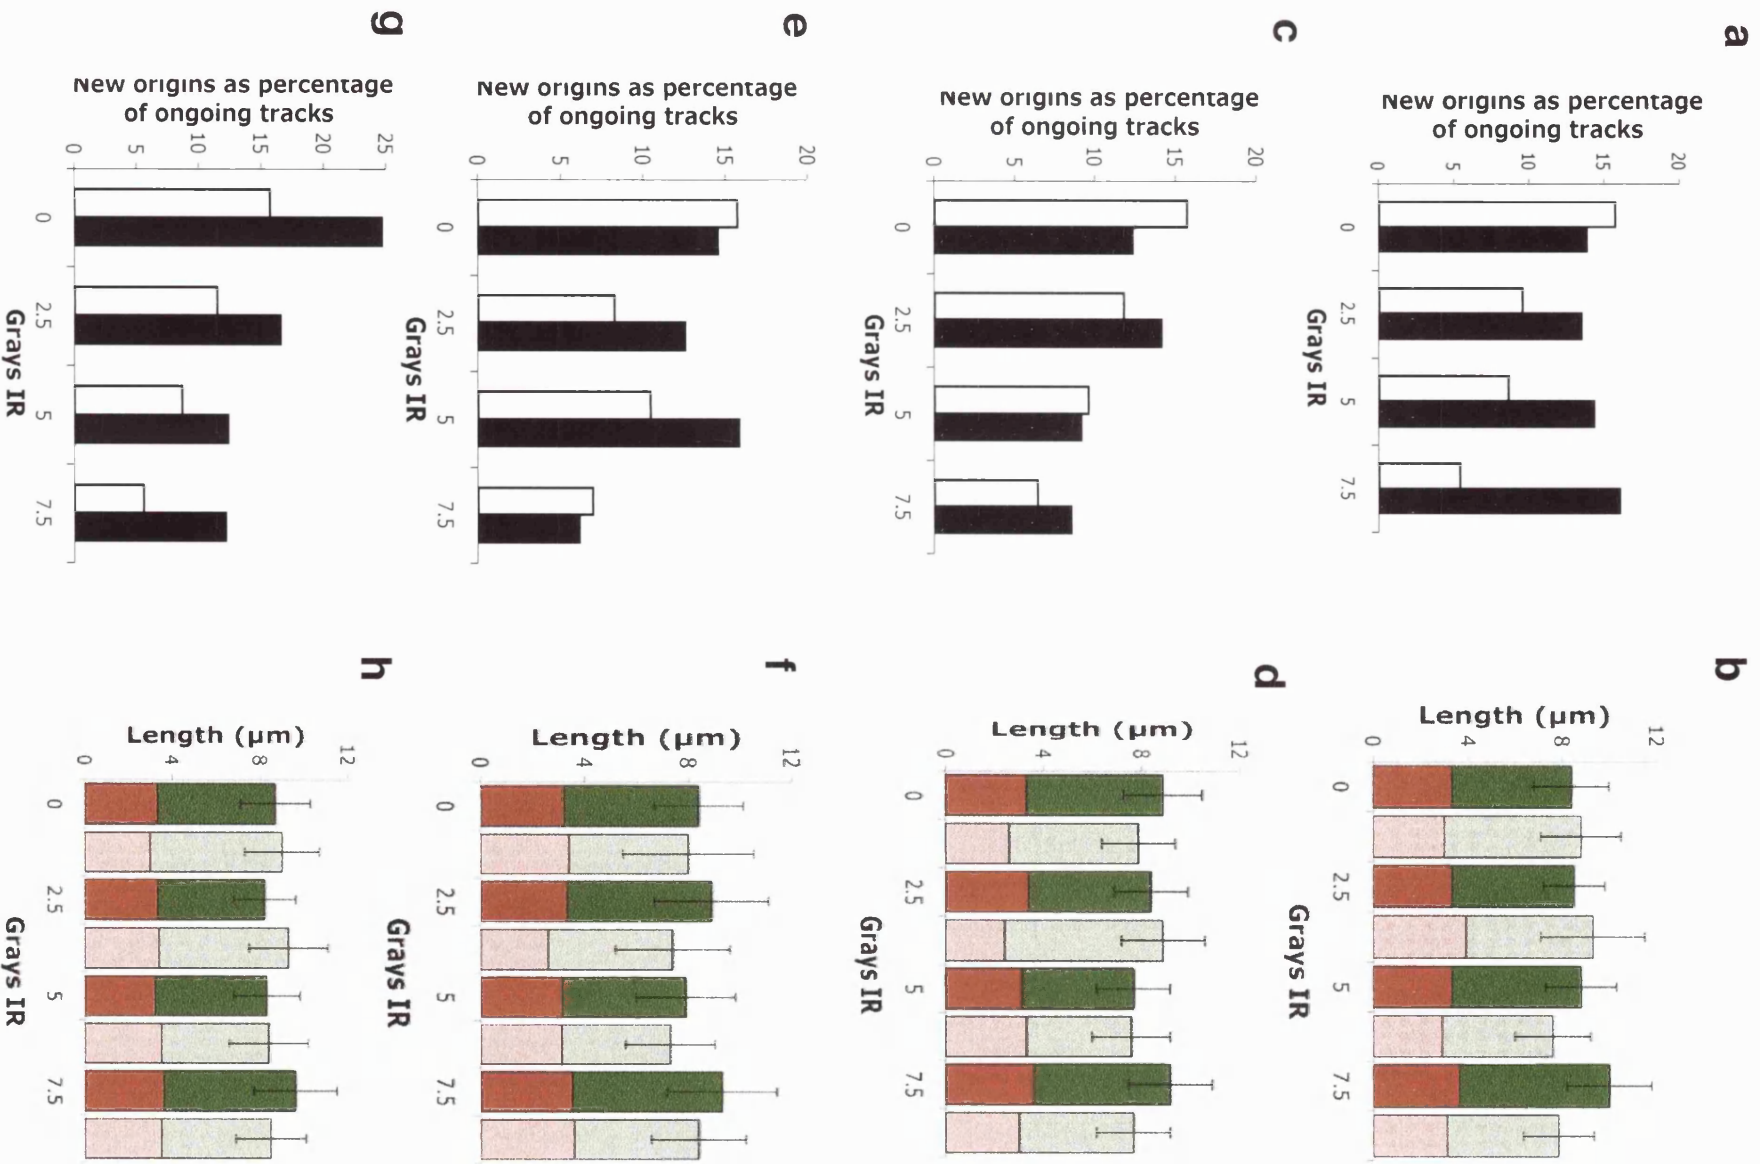 a
New origins as percentage
of ongoing tracks
0 5 10 15 20
0 2.5 5 7.5
Grays IR
b
Length (µm)
0 4 8 12
0 2.5 5 7.5
Grays IR
c
New origins as percentage
of ongoing tracks
0 5 10 15 20
0 2.5 5 7.5
Grays IR
d
Length (µm)
0 4 8 12
0 2.5 5 7.5
Grays IR
e
New origins as percentage
of ongoing tracks
0 5 10 15 20
0 2.5 5 7.5
Grays IR
f
Length (µm)
0 4 8 12
0 2.5 5 7.5
Grays IR
g
New origins as percentage
of ongoing tracks
0 5 10 15 20 25
0 2.5 5 7.5
Grays IR
h
Length (µm)
0 4 8 12
0 2.5 5 7.5
Grays IR